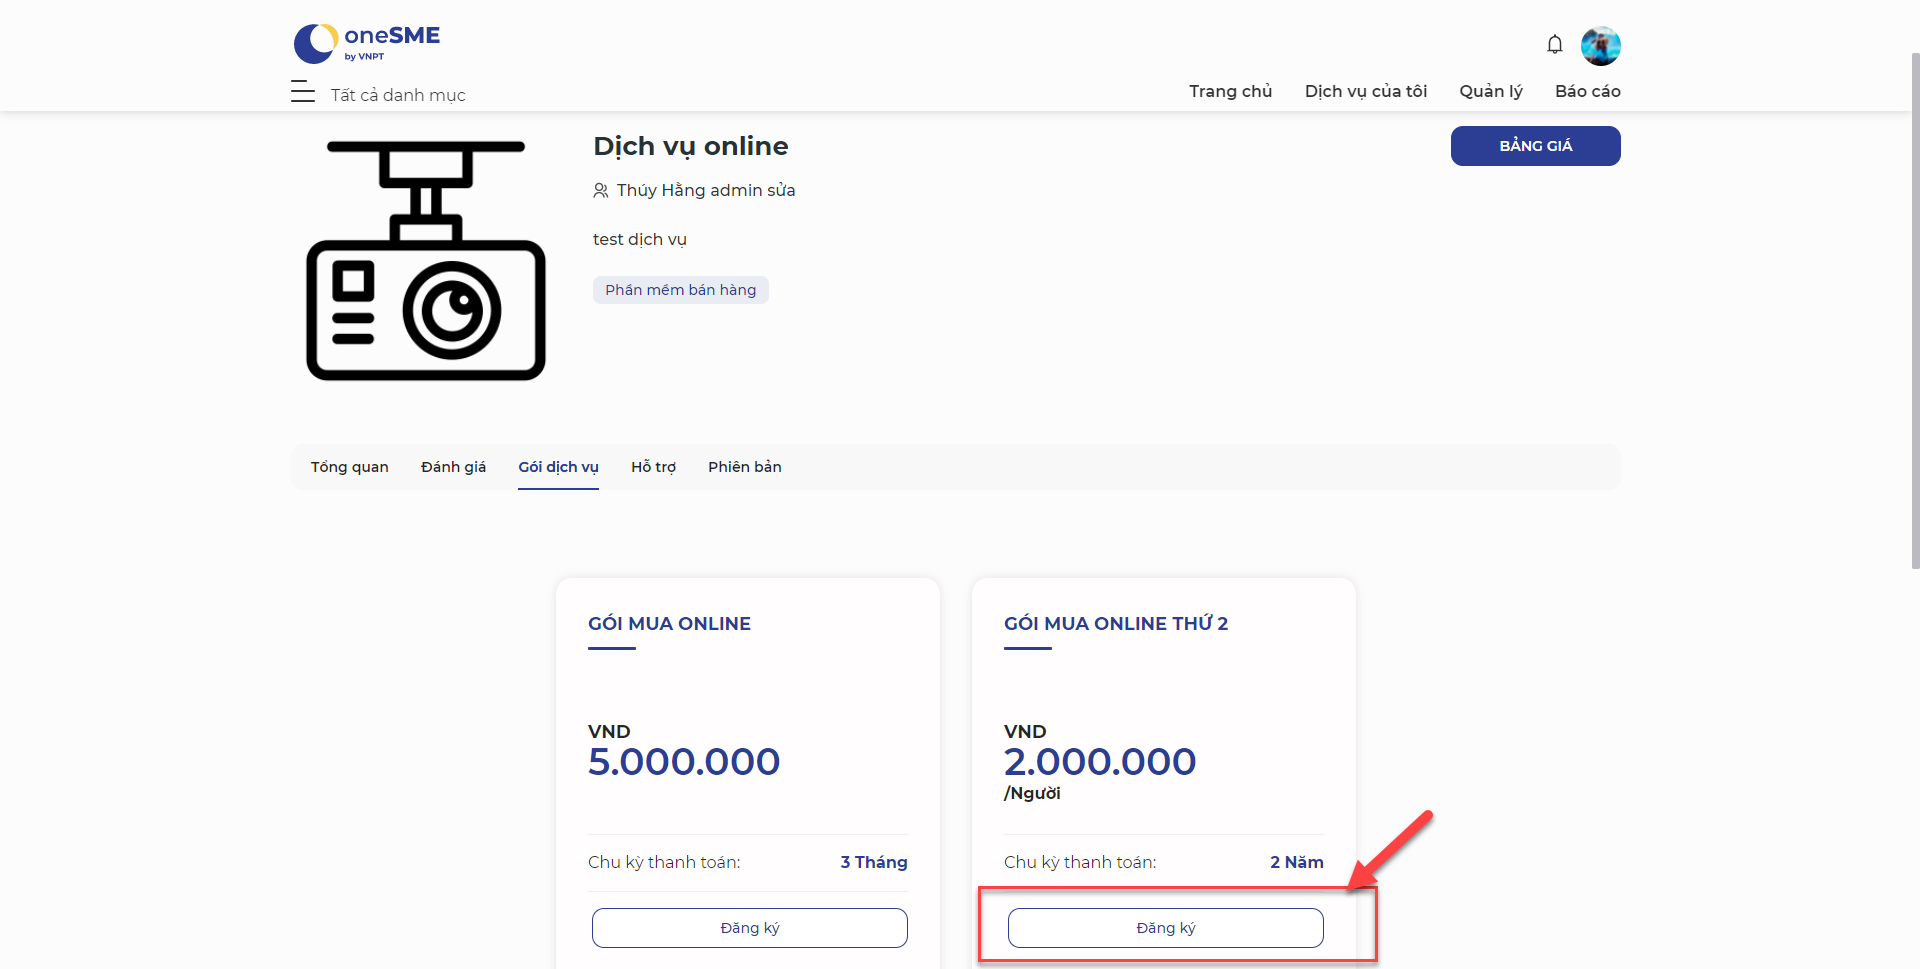 oneSME
by VNPT
Tất cả danh mục
Trang chủ Dịch vụ của tôi Quản lý Báo cáo
Dịch vụ online
BẢNG GIÁ
Thúy Hằng admin sửa
test dịch vụ
Phần mềm bán hàng
Tổng quan Đánh giá Gói dịch vụ Hỗ trợ Phiên bản
GÓI MUA ONLINE
VND
5.000.000
Chu kỳ thanh toán: 3 Tháng
Đăng ký
GÓI MUA ONLINE THỨ 2
VND
2.000.000
/Người
Chu kỳ thanh toán: 2 Năm
Đăng ký